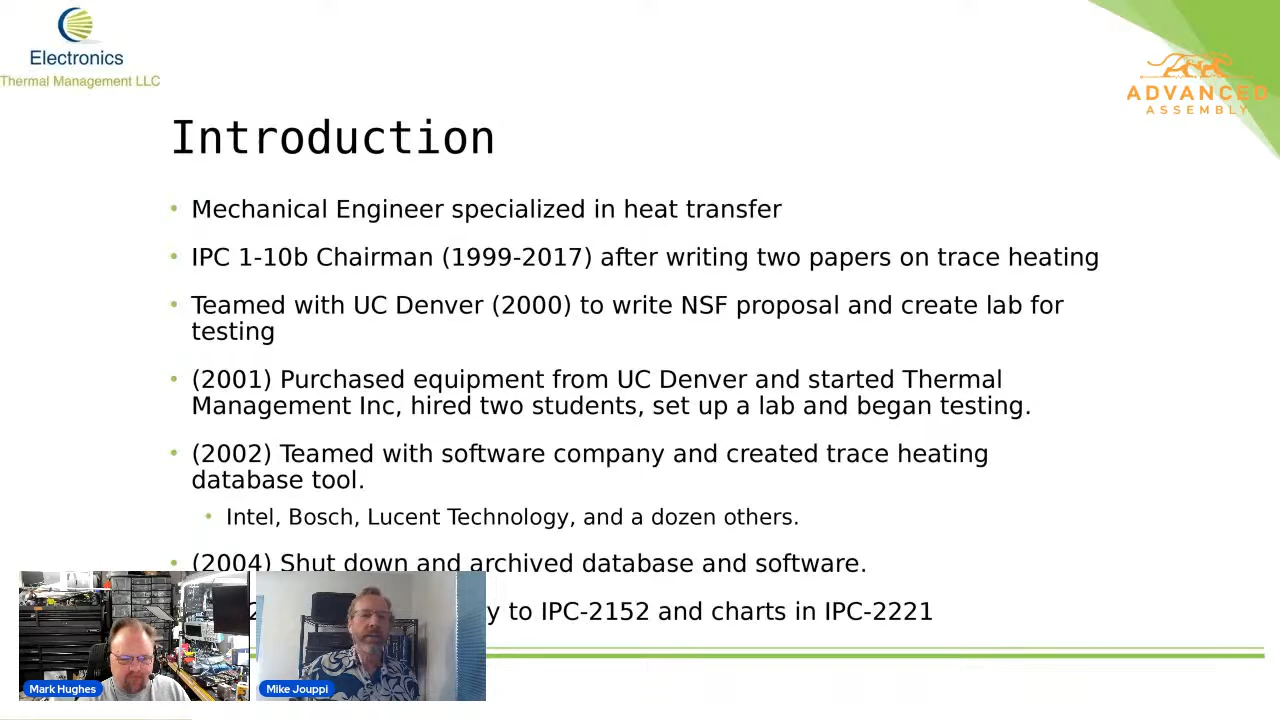 Electronics
Thermal Management LLC
ADVANCED
ASSEMBLY
Introduction
• Mechanical Engineer specialized in heat transfer
• IPC 1-10b Chairman (1999-2017) after writing two papers on trace heating
• Teamed with UC Denver (2000) to write NSF proposal and create lab for
testing
• (2001) Purchased equipment from UC Denver and started Thermal
Management Inc, hired two students, set up a lab and began testing.
• (2002) Teamed with software company and created trace heating
database tool.
• Intel, Bosch, Lucent Technology, and a dozen others.
• (2004) Shut down and archived database and software.
to IPC-2152 and charts in IPC-2221
Mark Hughes
Mike Jouppi